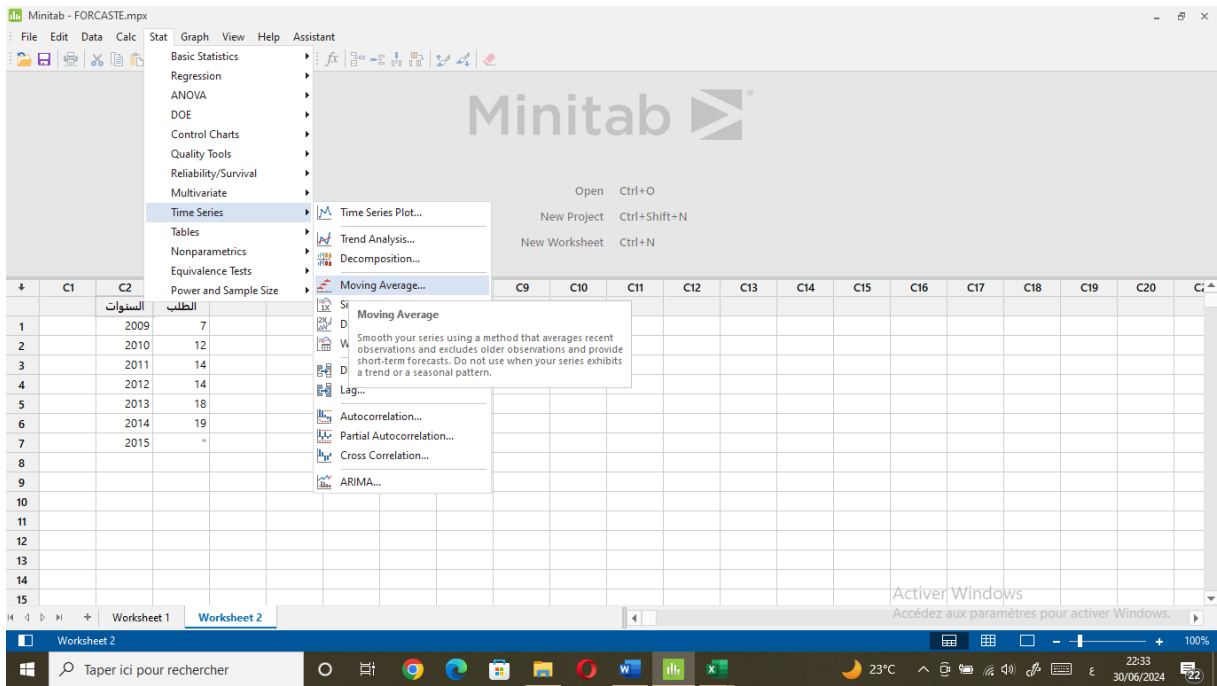 Minitab - FORCASTE.mpx
File Edit Data Calc Stat Graph View Help Assistant
Basic Statistics
Regression
ANOVA
DOE
Control Charts
Quality Tools
Reliability/Survival
Multivariate
Time Series
Tables
Nonparametrics
Equivalence Tests
Power and Sample Size
Minitab
Open Ctrl+O
New Project Ctrl+Shift+N
New Worksheet Ctrl+N
Time Series Plot...
Trend Analysis...
Decomposition...
Moving Average...
Moving Average
Smooth your series using a method that averages recent
observations and excludes older observations and provide
short-term forecasts. Do not use when your series exhibits
a trend or a seasonal pattern.
Lag...
Autocorrelation...
Partial Autocorrelation...
Cross Correlation...
ARIMA...
C1 C2 C9 C10 C11 C12 C13 C14 C15 C16 C17 C18 C19 C20
السنوات الطلب
1 2009 7
2 2010 12
3 2011 14
4 2012 14
5 2013 18
6 2014 19
7 2015 *
8
9
10
11
12
13
14
15
Activer Windows
Accédez aux paramètres pour activer Windows.
+ Worksheet 1 Worksheet 2
Worksheet 2 - + 100%
Taper ici pour rechercher 23°C ع 22:33
30/06/2024 22